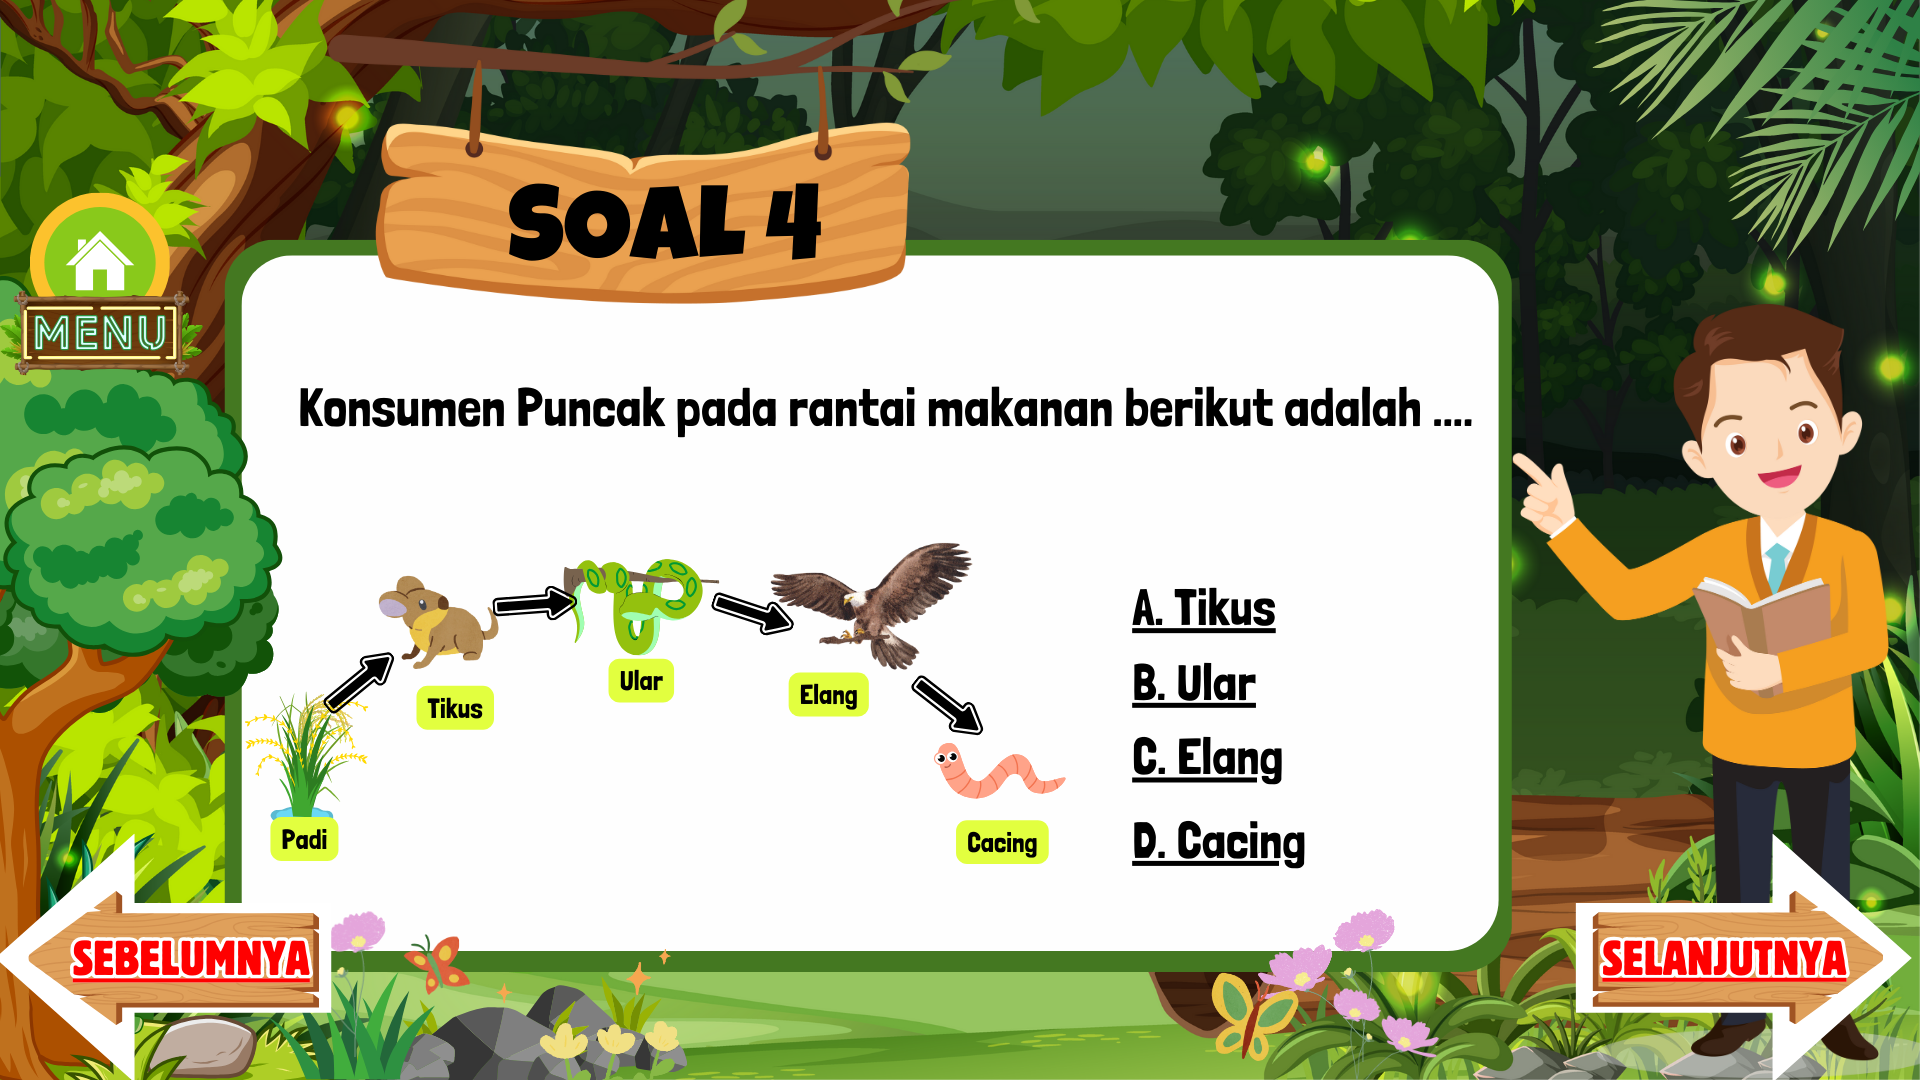 SOAL 4
MENU
Konsumen Puncak pada rantai makanan berikut adalah ....
Tikus
Ular
Elang
Padi
Cacing
A. Tikus
B. Ular
C. Elang
D. Cacing
SEBELUMNYA
SELANJUTNYA